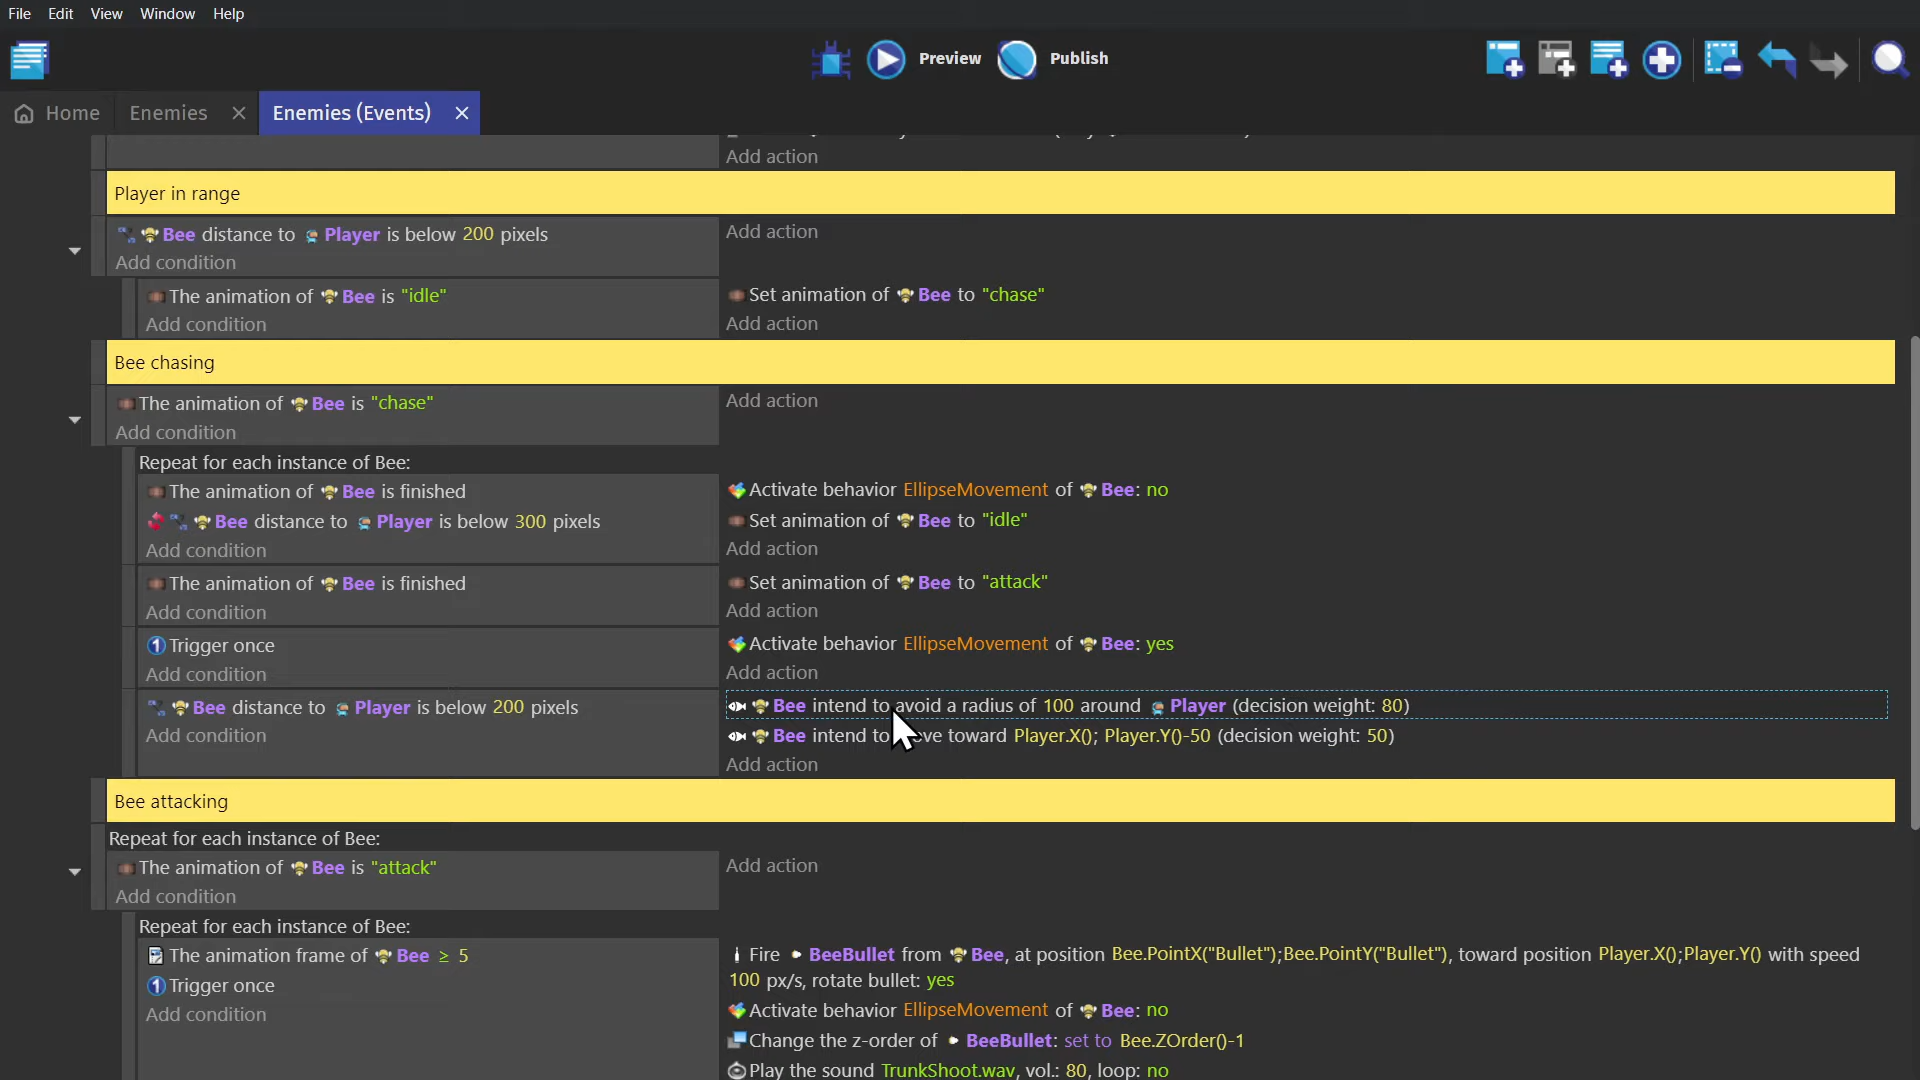 File Edit View Window Help
Preview Publish
Home Enemies Enemies (Events)
Add action
Player in range
Bee distance to Player is below 200 pixels Add action
Add condition
The animation of Bee is "idle" Set animation of Bee to "chase"
Add condition Add action
Bee chasing
The animation of Bee is "chase" Add action
Add condition
Repeat for each instance of Bee:
The animation of Bee is finished Activate behavior EllipseMovement of Bee: no
Bee distance to Player is below 300 pixels Set animation of Bee to "idle"
Add condition Add action
The animation of Bee is finished Set animation of Bee to "attack"
Add condition Add action
Trigger once Activate behavior EllipseMovement of Bee: yes
Add condition Add action
Bee distance to Player is below 200 pixels Bee intend to avoid a radius of 100 around Player (decision weight: 80)
Add condition Bee intend to ove toward Player.X(); Player.Y()-50 (decision weight: 50)
Add action
Bee attacking
Repeat for each instance of Bee:
The animation of Bee is "attack" Add action
Add condition
Repeat for each instance of Bee:
The animation frame of Bee ≥ 5 Fire BeeBullet from Bee, at position Bee.PointX("Bullet");Bee.PointY("Bullet"), toward position Player.X();Player.Y() with speed
Trigger once 100 px/s, rotate bullet: yes
Add condition Activate behavior EllipseMovement of Bee: no
Change the z-order of BeeBullet: set to Bee.ZOrder()-1
Play the sound TrunkShoot.wav, vol.: 80, loop: no